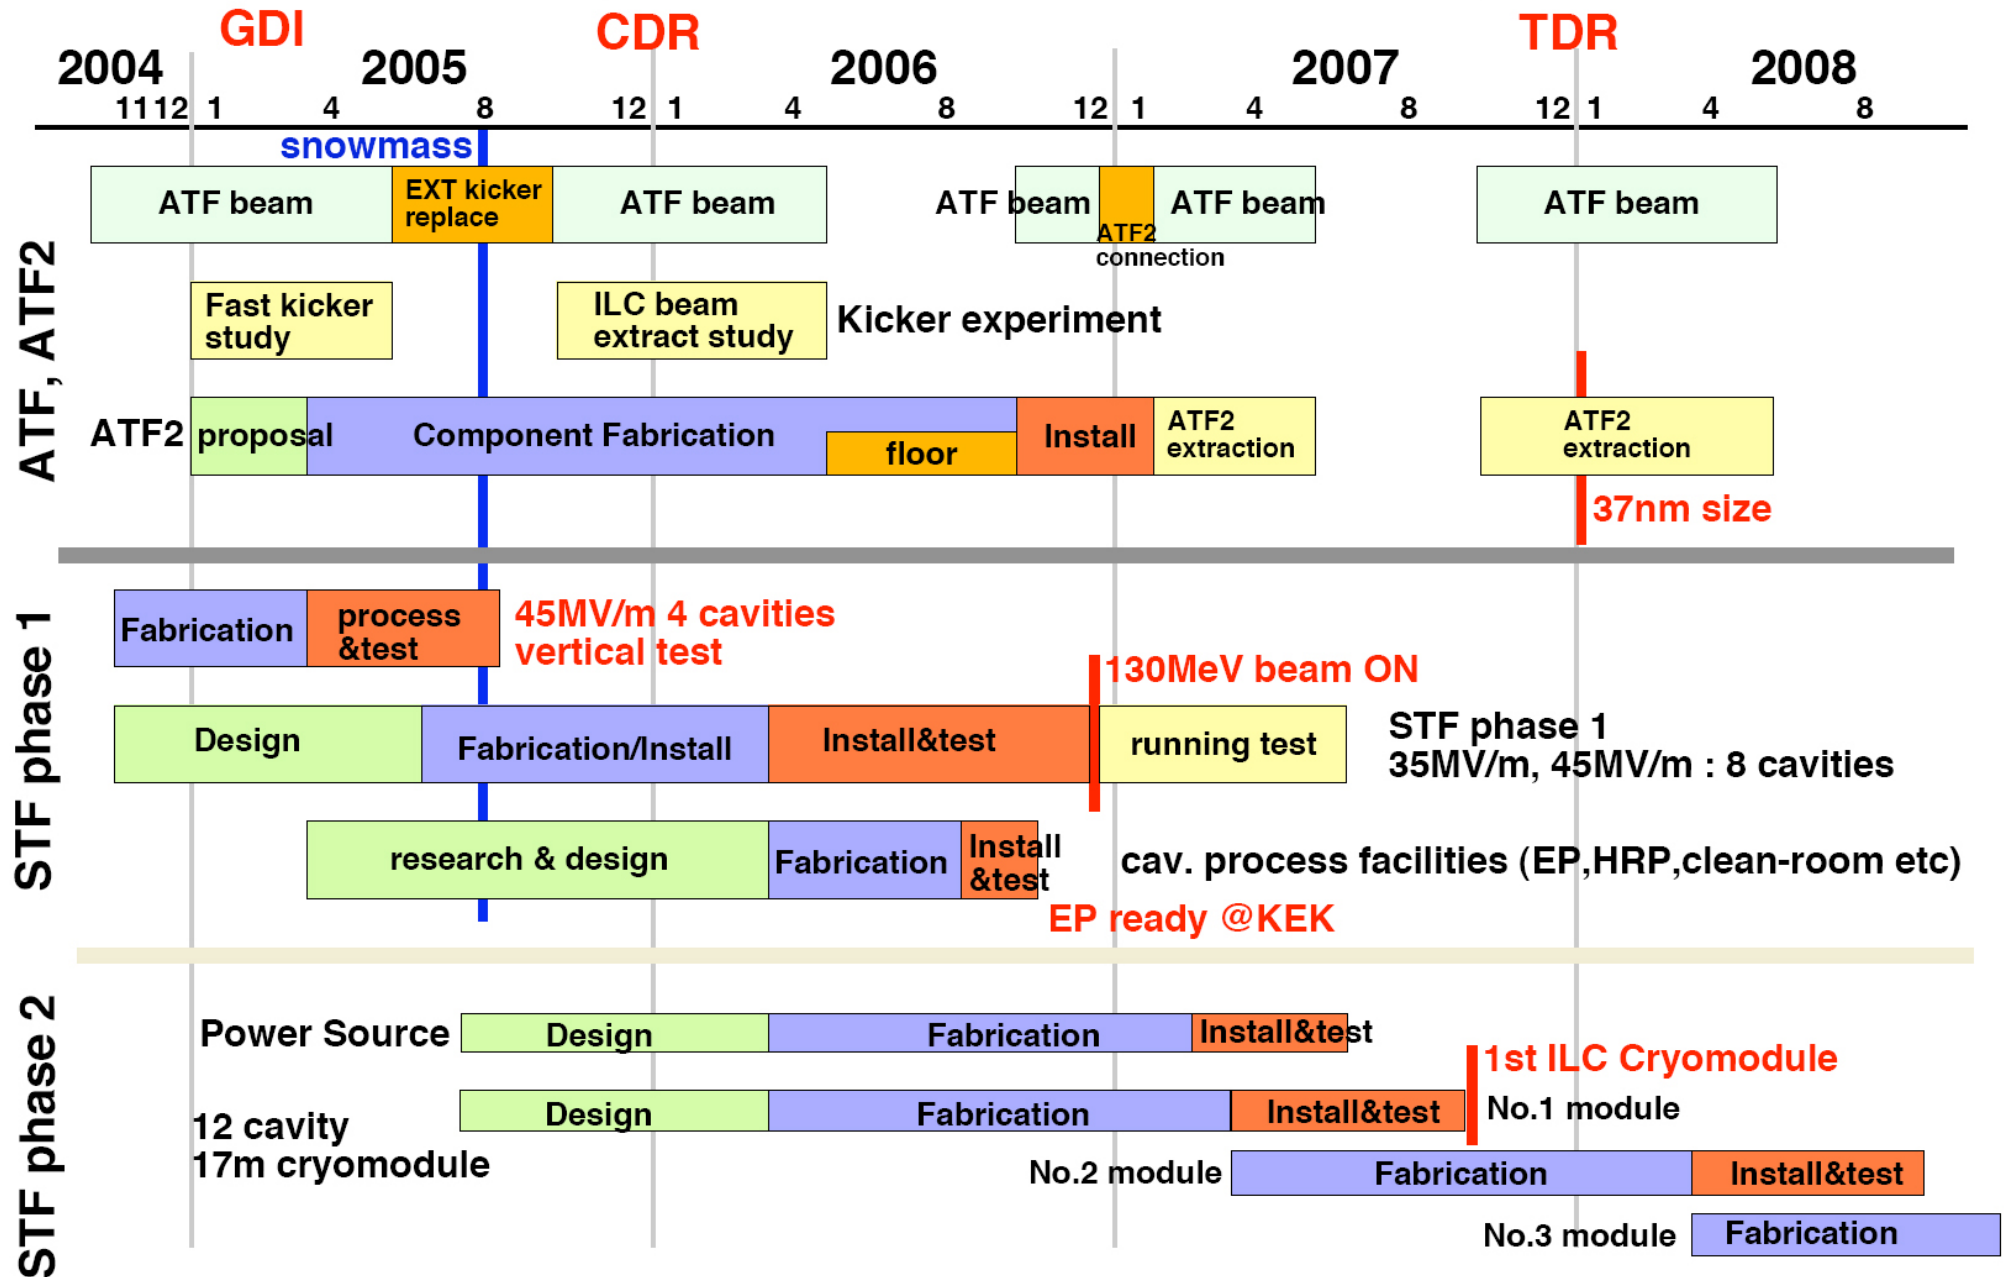 GDI CDR TDR
2004 2005 2006 2007 2008
11 12 1 4 8 12 1 4 8 12 1 4 8 12 1 4 8
snowmass
ATF, ATF2
ATF beam
EXT kicker
replace
ATF beam
ATF beam
ATF2
connection
ATF beam
ATF beam
Fast kicker
study
ILC beam
extract study
Kicker experiment
ATF2
proposal
Component Fabrication
floor
Install
ATF2
extraction
ATF2
extraction
37nm size
STF phase 1
Fabrication
process
&test
45MV/m 4 cavities
vertical test
130MeV beam ON
Design
Fabrication/Install
Install&test
running test
STF phase 1
35MV/m, 45MV/m : 8 cavities
research & design
Fabrication
Install
&test
cav. process facilities (EP,HRP,clean-room etc)
EP ready @KEK
STF phase 2
Power Source
Design
Fabrication
Install&test
1st ILC Cryomodule
12 cavity
17m cryomodule
Design
Fabrication
Install&test
No.1 module
No.2 module
Fabrication
Install&test
No.3 module
Fabrication